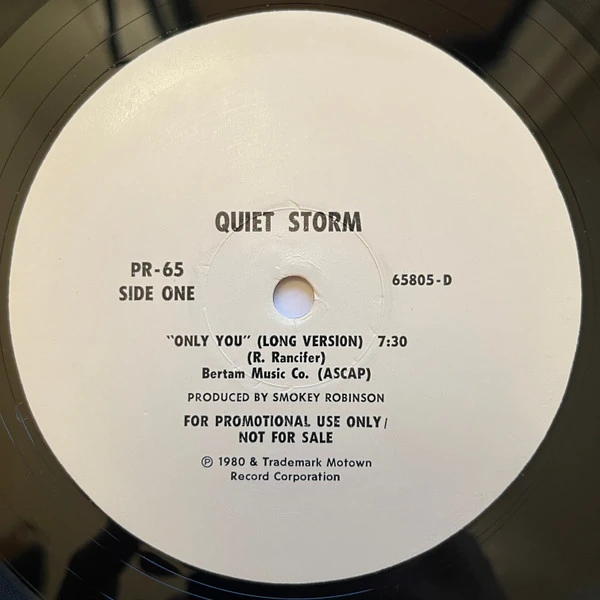 QUIET STORM
PR-65
SIDE ONE
65805-D
"ONLY YOU" (LONG VERSION) 7:30
(R. Rancifer)
Bertam Music Co. (ASCAP)
PRODUCED BY SMOKEY ROBINSON
FOR PROMOTIONAL USE ONLY/
NOT FOR SALE
℗ 1980 & Trademark Motown
Record Corporation